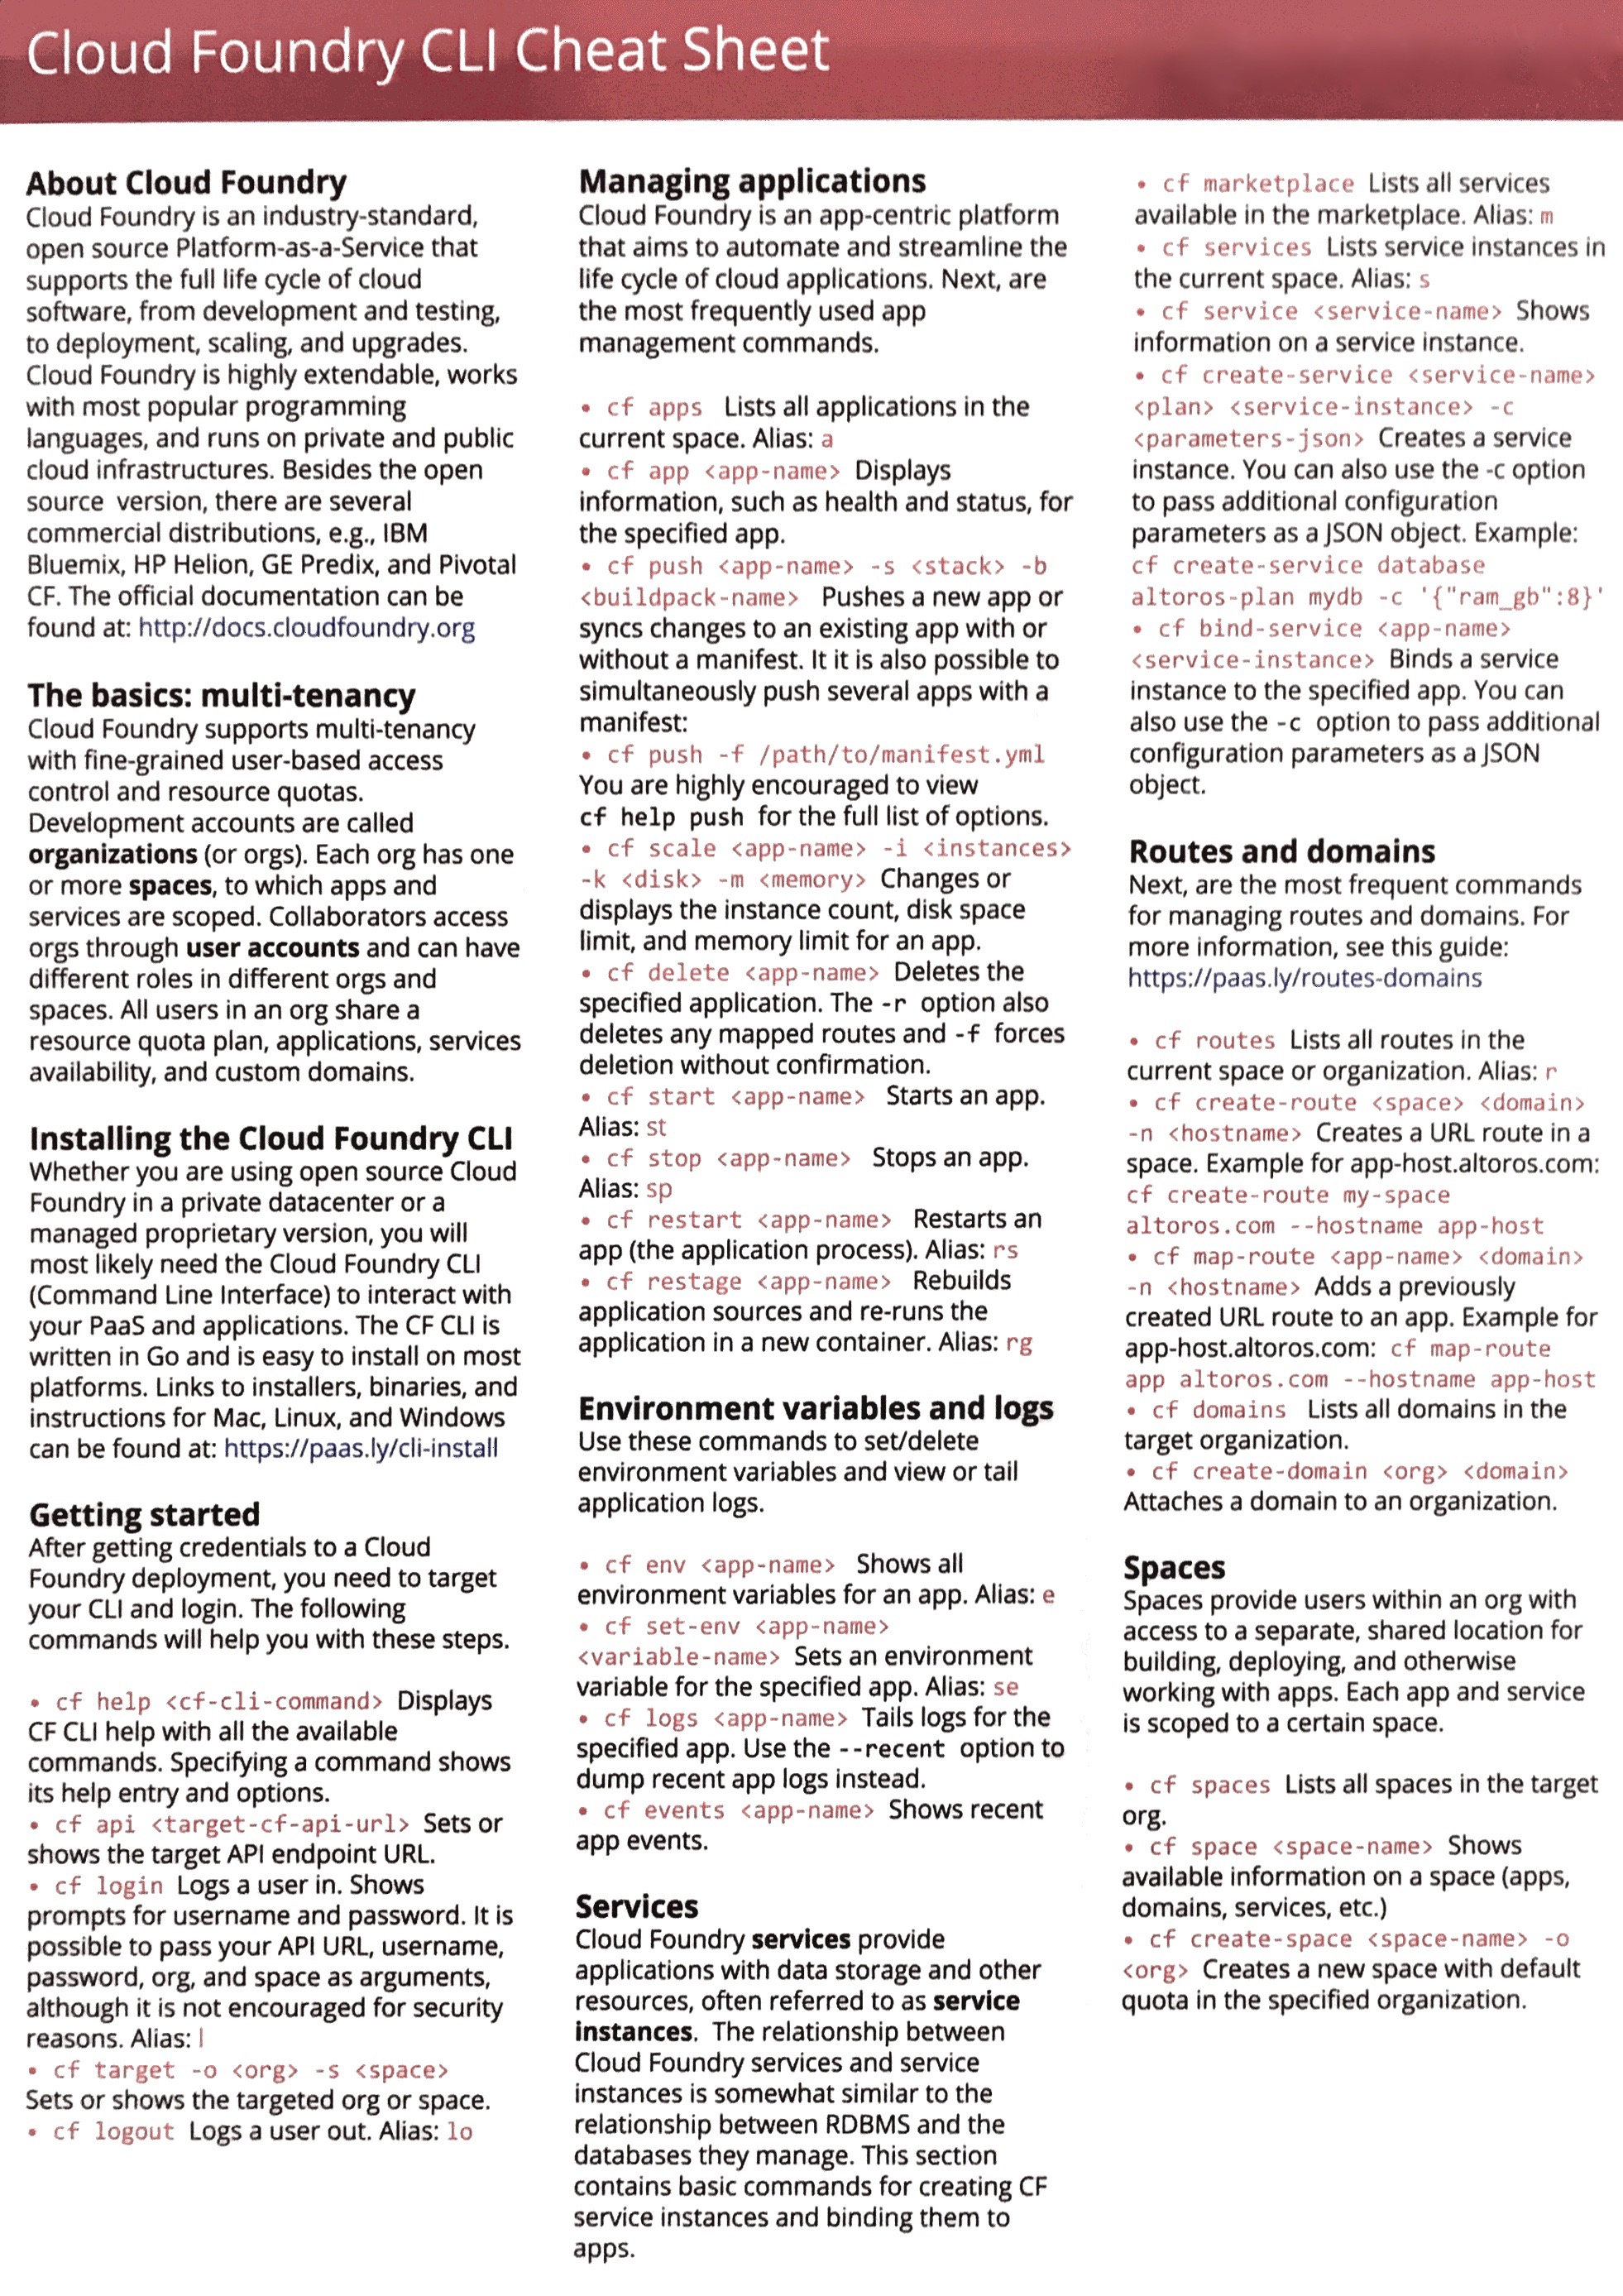 Cloud Foundry CLI Cheat Sheet
About Cloud Foundry
Cloud Foundry is an industry-standard,
open source Platform-as-a-Service that
supports the full life cycle of cloud
software, from development and testing,
to deployment, scaling, and upgrades.
Cloud Foundry is highly extendable, works
with most popular programming
languages, and runs on private and public
cloud infrastructures. Besides the open
source version, there are several
commercial distributions, e.g., IBM
Bluemix, HP Helion, GE Predix, and Pivotal
CF. The official documentation can be
found at: http://docs.cloudfoundry.org
The basics: multi-tenancy
Cloud Foundry supports multi-tenancy
with fine-grained user-based access
control and resource quotas.
Development accounts are called
organizations (or orgs). Each org has one
or more spaces, to which apps and
services are scoped. Collaborators access
orgs through user accounts and can have
different roles in different orgs and
spaces. All users in an org share a
resource quota plan, applications, services
availability, and custom domains.
Installing the Cloud Foundry CLI
Whether you are using open source Cloud
Foundry in a private datacenter or a
managed proprietary version, you will
most likely need the Cloud Foundry CLI
(Command Line Interface) to interact with
your PaaS and applications. The CF CLI is
written in Go and is easy to install on most
platforms. Links to installers, binaries, and
instructions for Mac, Linux, and Windows
can be found at: https://paas.ly/cli-install
Getting started
After getting credentials to a Cloud
Foundry deployment, you need to target
your CLI and login. The following
commands will help you with these steps.
• cf help <cf-cli-command> Displays
CF CLI help with all the available
commands. Specifying a command shows
its help entry and options.
• cf api <target-cf-api-url> Sets or
shows the target API endpoint URL.
• cf login Logs a user in. Shows
prompts for username and password. It is
possible to pass your API URL, username,
password, org, and space as arguments,
although it is not encouraged for security
reasons. Alias: l
• cf target -o <org> -s <space>
Sets or shows the targeted org or space.
• cf logout Logs a user out. Alias: lo
Managing applications
Cloud Foundry is an app-centric platform
that aims to automate and streamline the
life cycle of cloud applications. Next, are
the most frequently used app
management commands.
• cf apps Lists all applications in the
current space. Alias: a
• cf app <app-name> Displays
information, such as health and status, for
the specified app.
• cf push <app-name> -s <stack> -b
<buildpack-name> Pushes a new app or
syncs changes to an existing app with or
without a manifest. It it is also possible to
simultaneously push several apps with a
manifest:
• cf push -f /path/to/manifest.yml
You are highly encouraged to view
cf help push for the full list of options.
• cf scale <app-name> -i <instances>
-k <disk> -m <memory> Changes or
displays the instance count, disk space
limit, and memory limit for an app.
• cf delete <app-name> Deletes the
specified application. The -r option also
deletes any mapped routes and -f forces
deletion without confirmation.
• cf start <app-name> Starts an app.
Alias: st
• cf stop <app-name> Stops an app.
Alias: sp
• cf restart <app-name> Restarts an
app (the application process). Alias: rs
• cf restage <app-name> Rebuilds
application sources and re-runs the
application in a new container. Alias: rg
Environment variables and logs
Use these commands to set/delete
environment variables and view or tail
application logs.
• cf env <app-name> Shows all
environment variables for an app. Alias: e
• cf set-env <app-name>
<variable-name> Sets an environment
variable for the specified app. Alias: se
• cf logs <app-name> Tails logs for the
specified app. Use the --recent option to
dump recent app logs instead.
• cf events <app-name> Shows recent
app events.
Services
Cloud Foundry services provide
applications with data storage and other
resources, often referred to as service
instances. The relationship between
Cloud Foundry services and service
instances is somewhat similar to the
relationship between RDBMS and the
databases they manage. This section
contains basic commands for creating CF
service instances and binding them to
apps.
• cf marketplace Lists all services
available in the marketplace. Alias: m
• cf services Lists service instances in
the current space. Alias: s
• cf service <service-name> Shows
information on a service instance.
• cf create-service <service-name>
<plan> <service-instance> -c
<parameters-json> Creates a service
instance. You can also use the -c option
to pass additional configuration
parameters as a JSON object. Example:
cf create-service database
altoros-plan mydb -c '{"ram_gb":8}'
• cf bind-service <app-name>
<service-instance> Binds a service
instance to the specified app. You can
also use the -c option to pass additional
configuration parameters as a JSON
object.
Routes and domains
Next, are the most frequent commands
for managing routes and domains. For
more information, see this guide:
https://paas.ly/routes-domains
• cf routes Lists all routes in the
current space or organization. Alias: r
• cf create-route <space> <domain>
-n <hostname> Creates a URL route in a
space. Example for app-host.altoros.com:
cf create-route my-space
altoros.com --hostname app-host
• cf map-route <app-name> <domain>
-n <hostname> Adds a previously
created URL route to an app. Example for
app-host.altoros.com: cf map-route
app altoros.com --hostname app-host
• cf domains Lists all domains in the
target organization.
• cf create-domain <org> <domain>
Attaches a domain to an organization.
Spaces
Spaces provide users within an org with
access to a separate, shared location for
building, deploying, and otherwise
working with apps. Each app and service
is scoped to a certain space.
• cf spaces Lists all spaces in the target
org.
• cf space <space-name> Shows
available information on a space (apps,
domains, services, etc.)
• cf create-space <space-name> -o
<org> Creates a new space with default
quota in the specified organization.